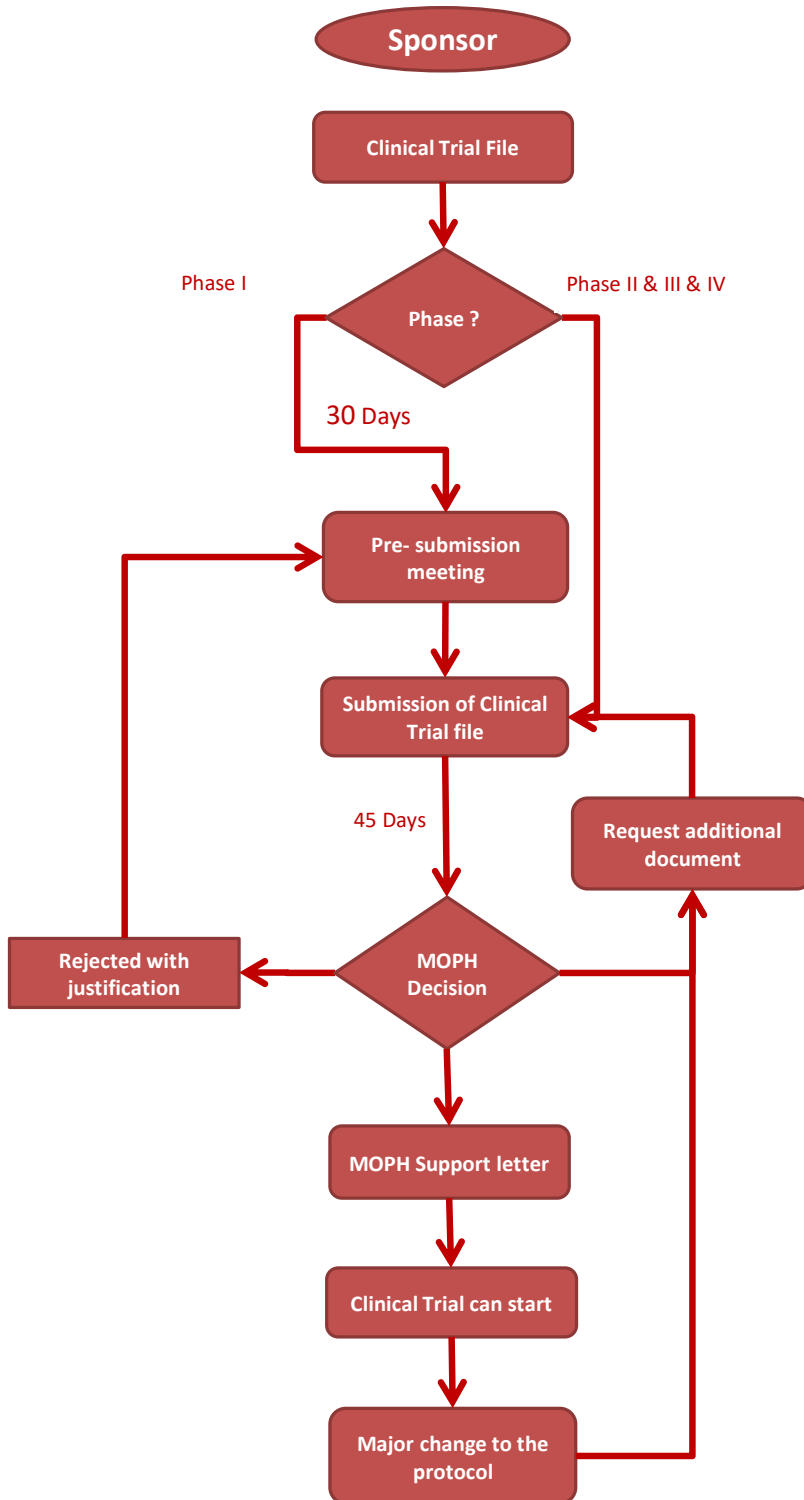 Sponsor
Clinical Trial File
Phase I
Phase II & III & IV
Phase ?
30 Days
Pre- submission
meeting
Submission of Clinical
Trial file
45 Days
Request additional
document
Rejected with
justification
MOPH
Decision
MOPH Support letter
Clinical Trial can start
Major change to the
protocol